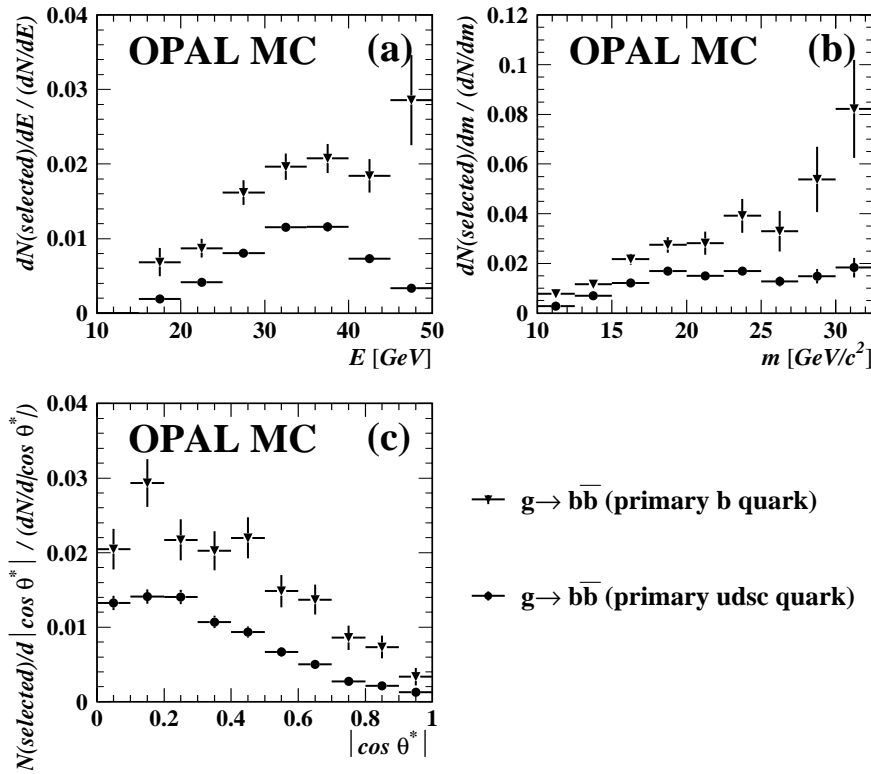 OPAL MC (a)
dN(selected)/dE / (dN/dE)
0.04
0.03
0.02
0.01
0
10 20 30 40 50
E [GeV]
OPAL MC (b)
dN(selected)/dm / (dN/dm)
0.12
0.1
0.08
0.06
0.04
0.02
0
10 15 20 25 30
m [GeV/c²]
OPAL MC (c)
N(selected)/d|cos θ*| / (dN/d|cos θ*|)
0.04
0.03
0.02
0.01
0
0 0.2 0.4 0.6 0.8 1
|cos θ*|
g→ bb̅ (primary b quark)
g→ bb̅ (primary udsc quark)